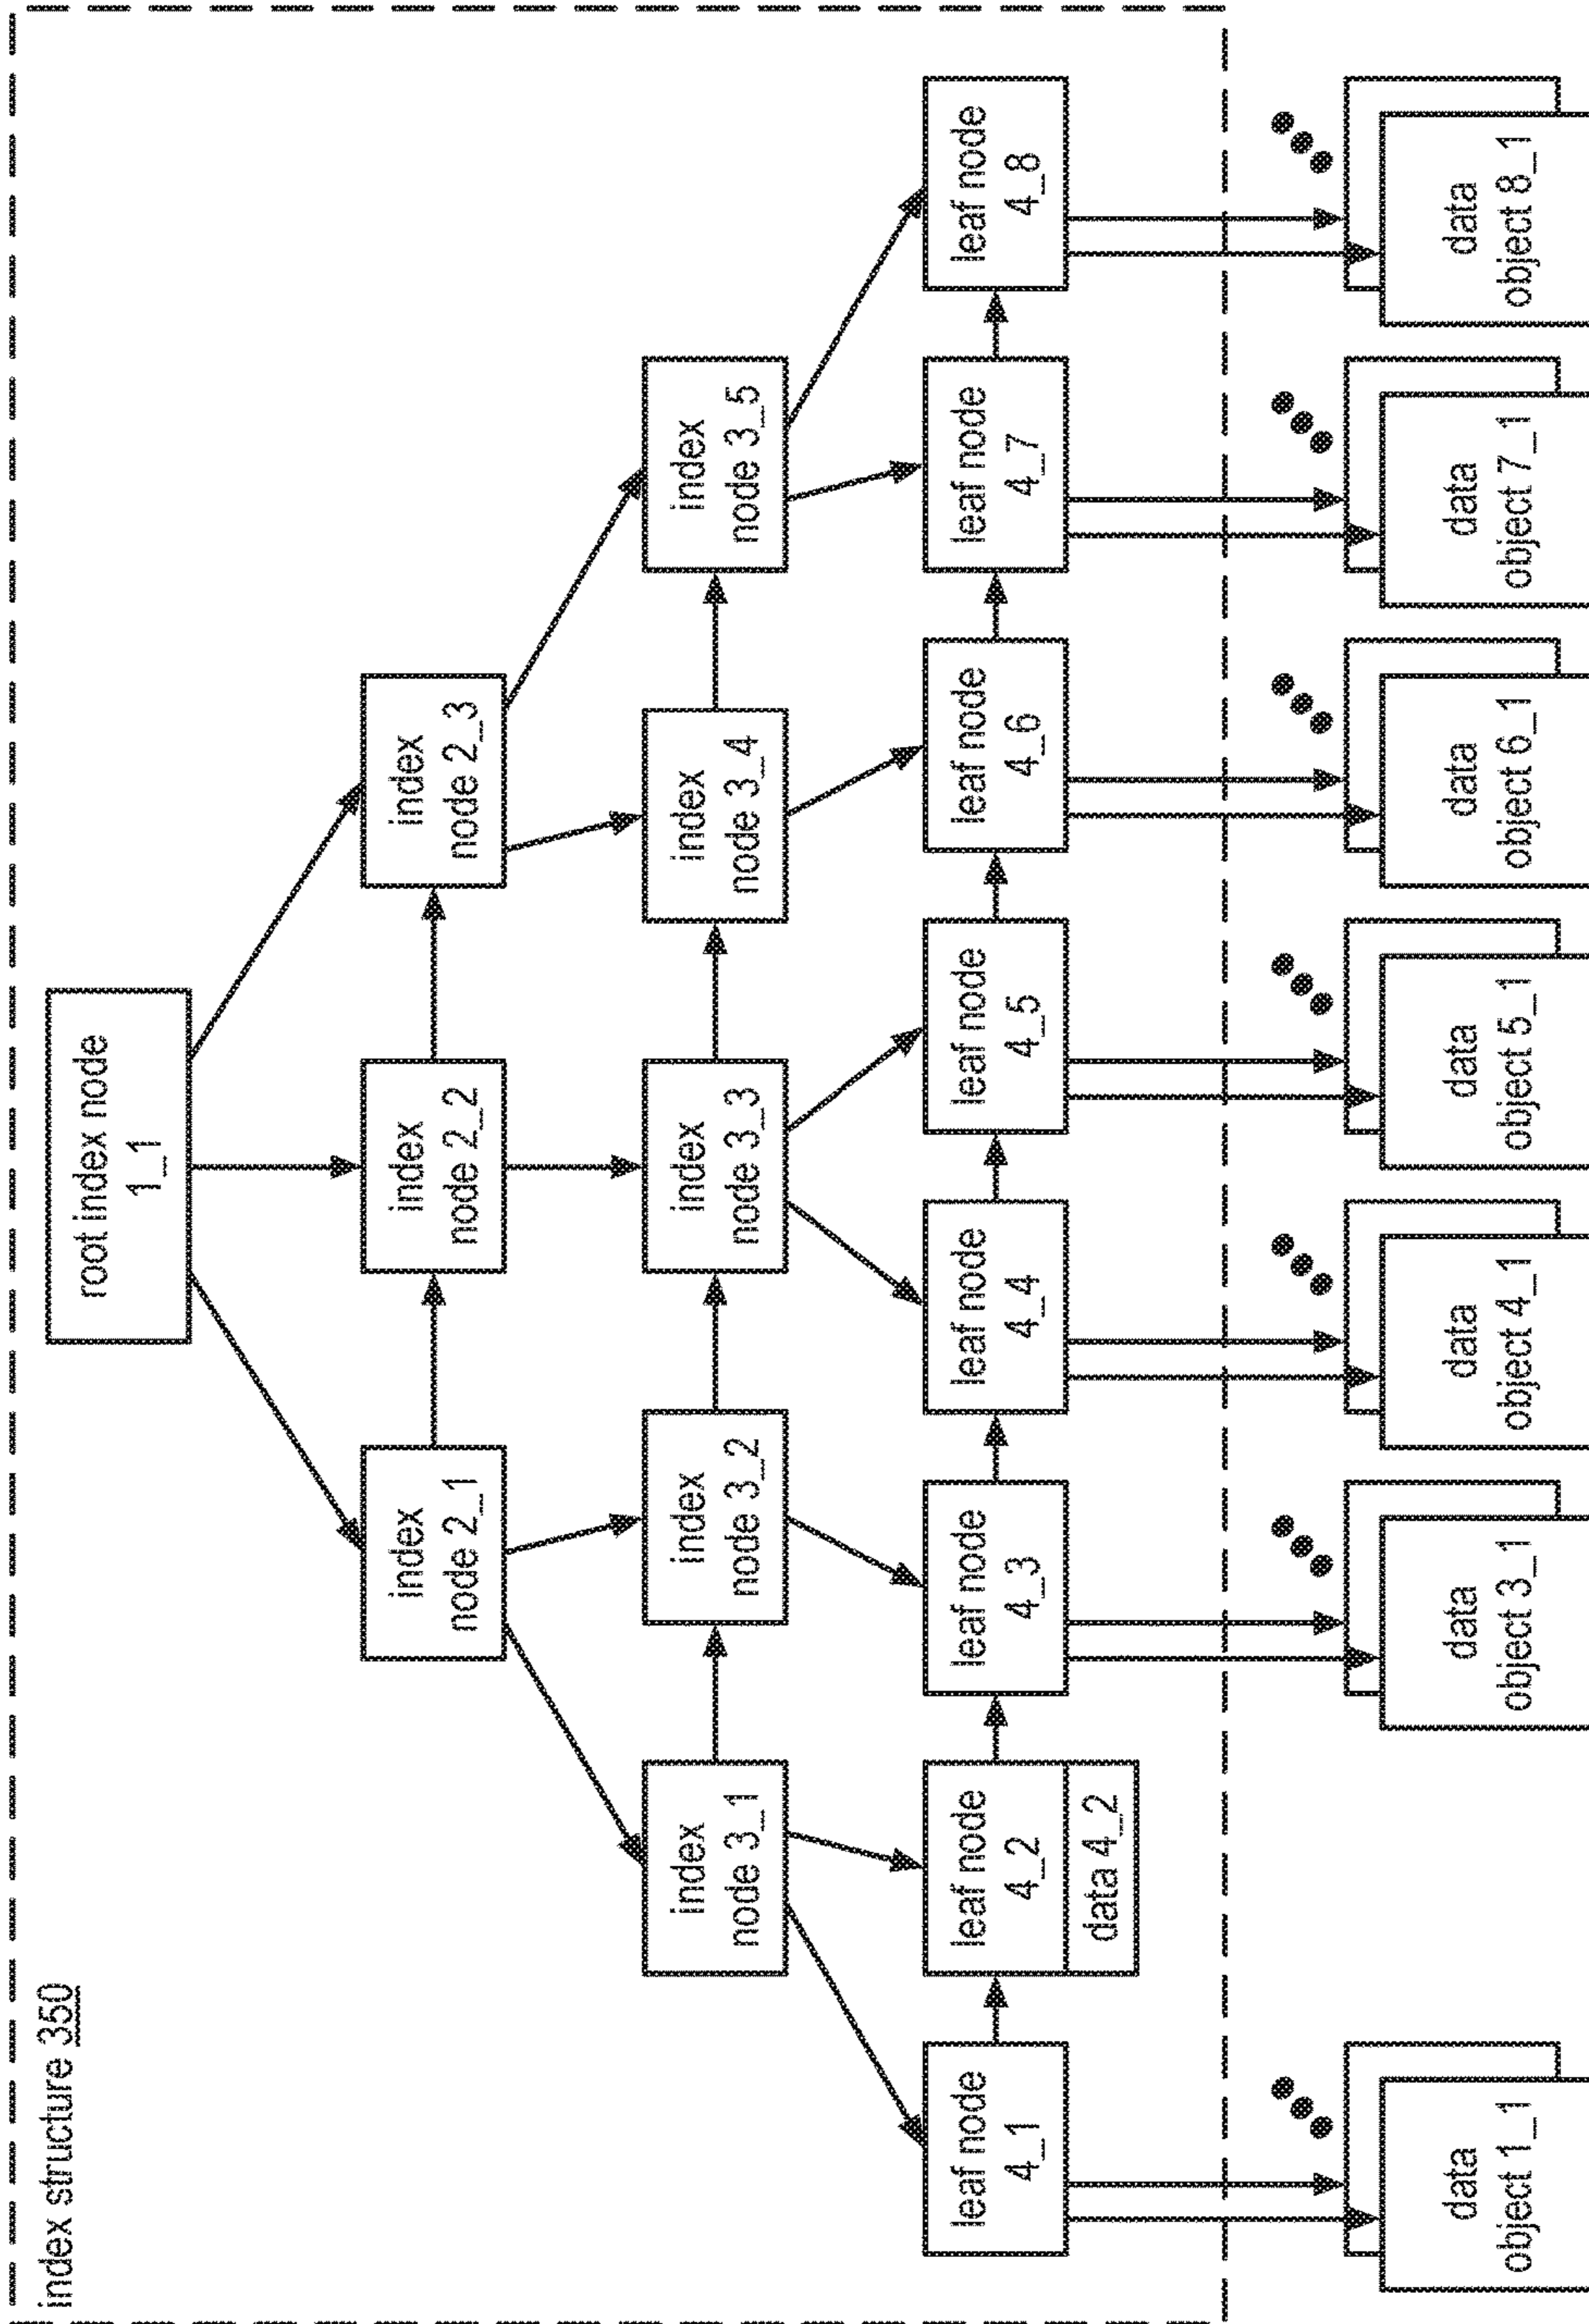 index structure 350
root index node
1_1
index
node 2_1
index
node 2_2
index
node 2_3
index
node 3_1
index
node 3_2
index
node 3_3
index
node 3_4
index
node 3_5
leaf node
4_1
leaf node
4_2
data 4_2
leaf node
4_3
leaf node
4_4
leaf node
4_5
leaf node
4_6
leaf node
4_7
leaf node
4_8
data
object 1_1
data
object 3_1
data
object 4_1
data
object 5_1
data
object 6_1
data
object 7_1
data
object 8_1